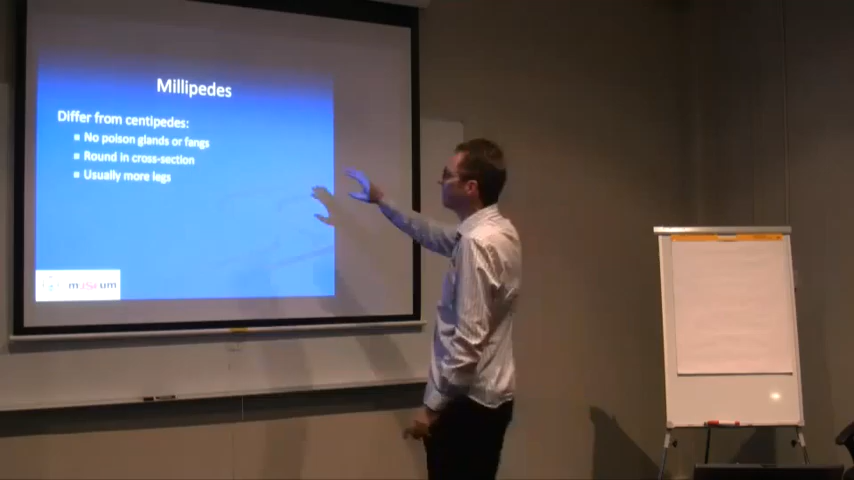 Millipedes
Differ from centipedes:
No poison glands or fangs
Round in cross-section
Usually more legs